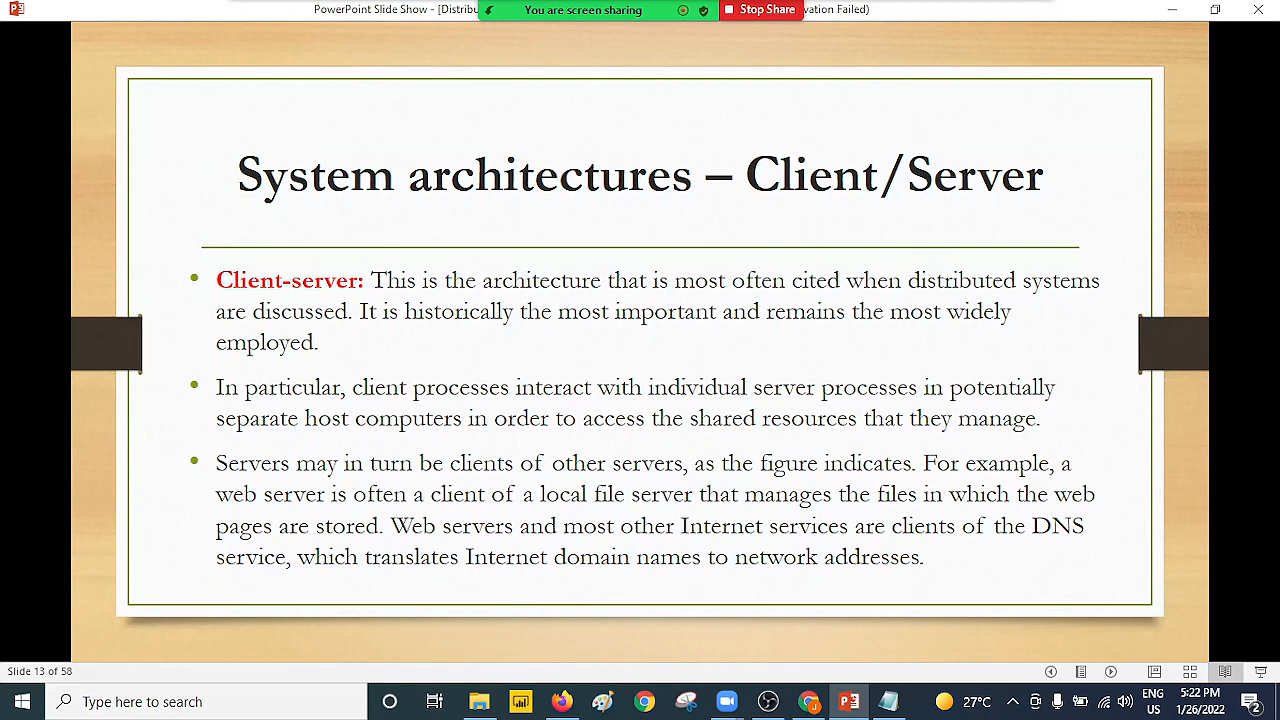 PowerPoint Slide Show - [Distribu
You are screen sharing
Stop Share
vation Failed)
System architectures – Client/Server
• Client-server: This is the architecture that is most often cited when distributed systems
are discussed. It is historically the most important and remains the most widely
employed.
• In particular, client processes interact with individual server processes in potentially
separate host computers in order to access the shared resources that they manage.
• Servers may in turn be clients of other servers, as the figure indicates. For example, a
web server is often a client of a local file server that manages the files in which the web
pages are stored. Web servers and most other Internet services are clients of the DNS
service, which translates Internet domain names to network addresses.
Slide 13 of 58
Type here to search
27°C
ENG
US
5:22 PM
1/26/2022
2